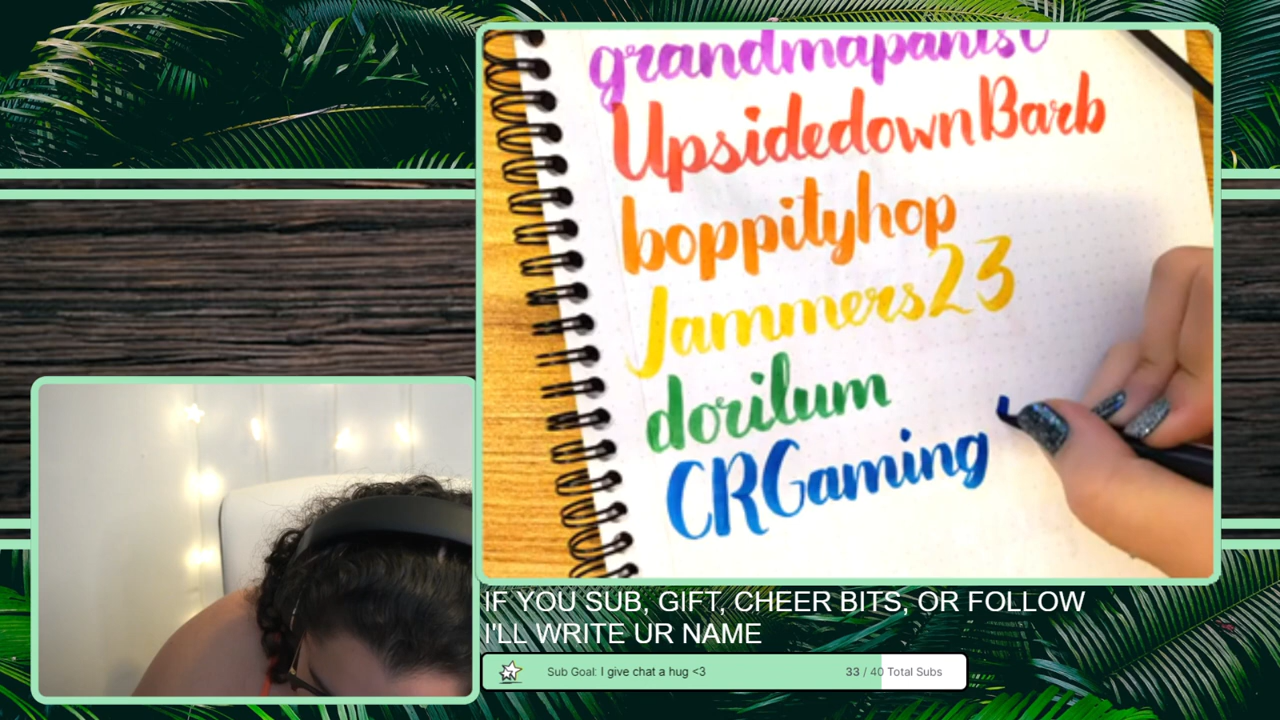 grandmapants
UpsidedownBarb
boppityhop
Jammers23
dorilum
CRGaming
IF YOU SUB, GIFT, CHEER BITS, OR FOLLOW
I'LL WRITE UR NAME
Sub Goal: I give chat a hug <3 33 / 40 Total Subs